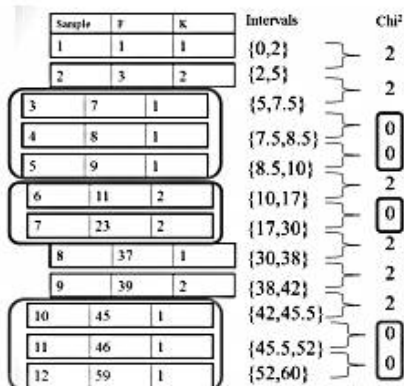 Sample F K Intervals Chi²
1 1 1 {0,2}
2
2 3 2 {2,5}
2
3 7 1 {5,7.5}
0
4 8 1 {7.5,8.5}
0
5 9 1 {8.5,10}
2
6 11 2 {10,17}
0
7 23 2 {17,30}
2
8 37 1 {30,38}
2
9 39 2 {38,42}
2
10 45 1 {42,45.5}
0
11 46 1 {45.5,52}
0
12 59 1 {52,60}